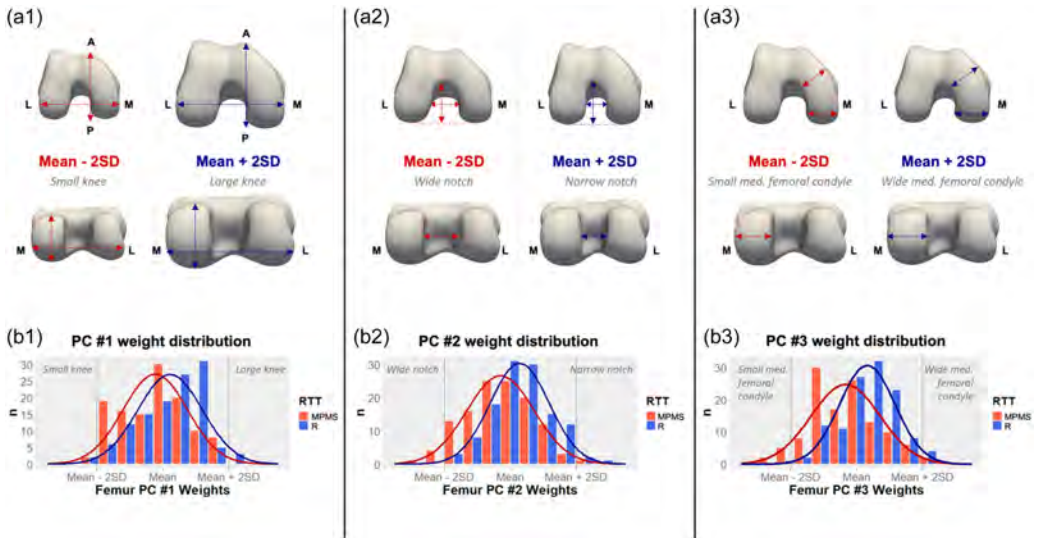 (a1)
A
L M
P
A
L M
P
Mean - 2SD Mean + 2SD
Small knee Large knee
M L
M L
(b1)
PC #1 weight distribution
Small knee Large knee
30
25
20
15
10
5
0
n
RTT
MPMS
R
Mean - 2SD Mean Mean + 2SD
Femur PC #1 Weights
(a2)
L M
L M
Mean - 2SD Mean + 2SD
Wide notch Narrow notch
M L
M L
(b2)
PC #2 weight distribution
Wide notch Narrow notch
30
20
10
0
n
RTT
MPMS
R
Mean - 2SD Mean Mean + 2SD
Femur PC #2 Weights
(a3)
L M
L M
Mean - 2SD Mean + 2SD
Small med. femoral condyle Wide med. femoral condyle
M L
M L
(b3)
PC #3 weight distribution
Small med. Wide med.
femoral femoral
condyle condyle
30
20
10
0
n
RTT
MPMS
R
Mean - 2SD Mean Mean + 2SD
Femur PC #3 Weights